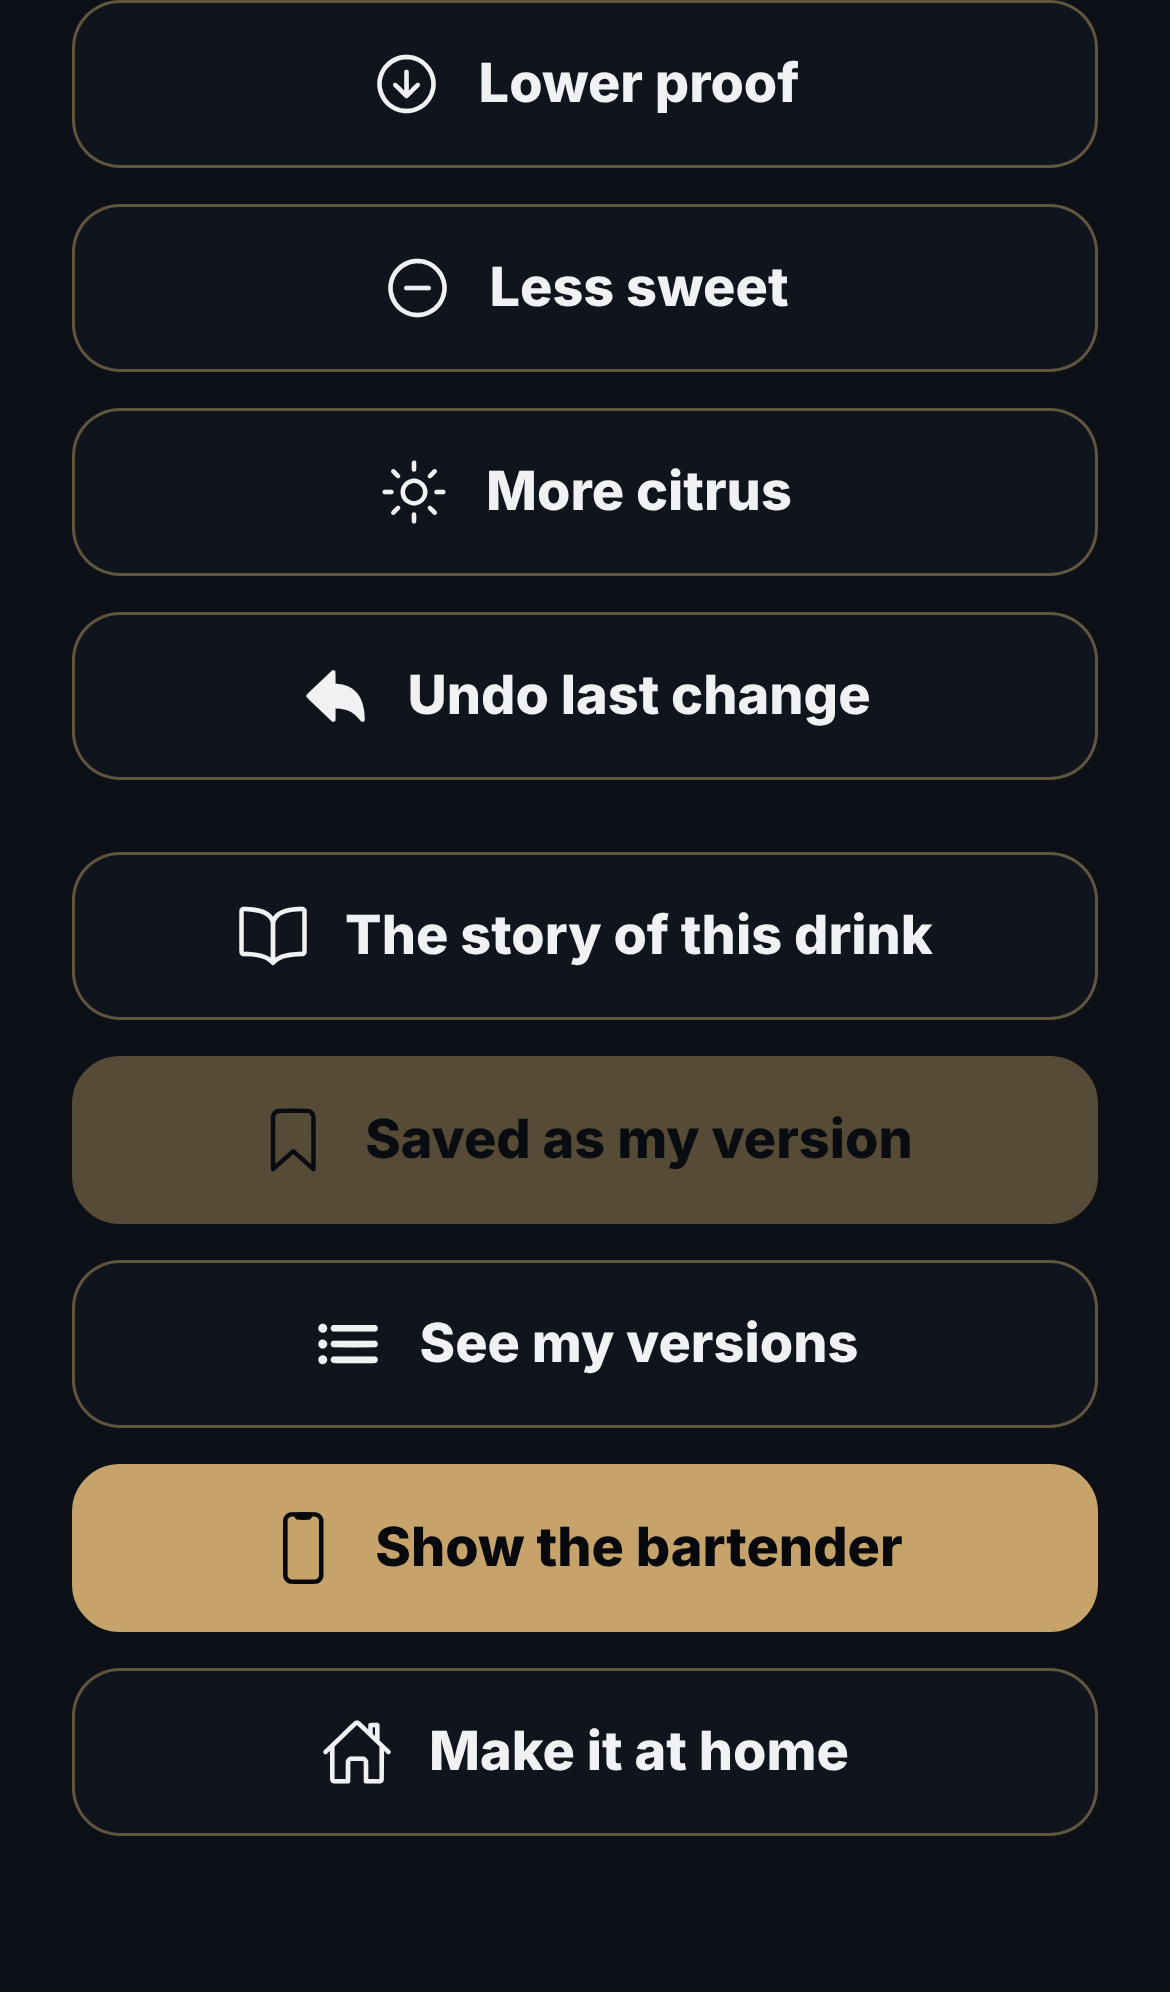 Lower proof
Less sweet
More citrus
Undo last change
The story of this drink
Saved as my version
See my versions
Show the bartender
Make it at home